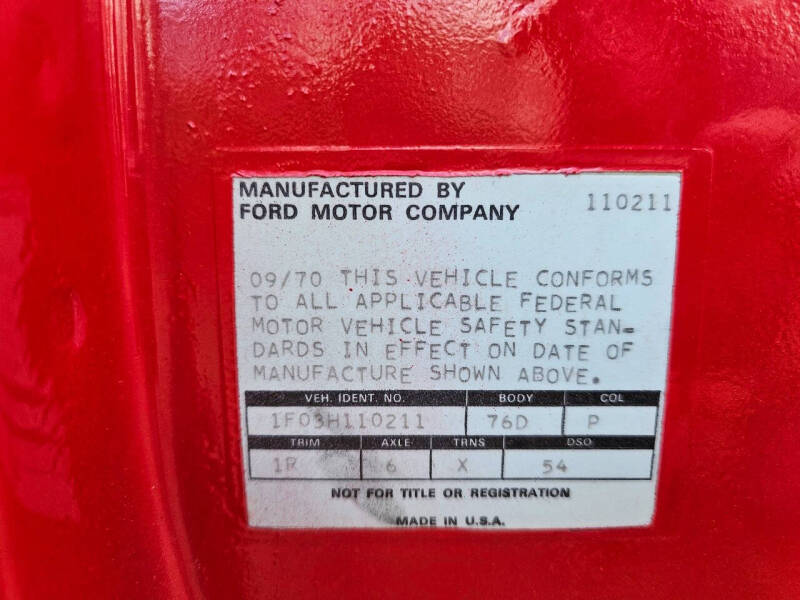 MANUFACTURED BY
FORD MOTOR COMPANY
110211
09/70 THIS VEHICLE CONFORMS
TO ALL APPLICABLE FEDERAL
MOTOR VEHICLE SAFETY STAN-
DARDS IN EFFECT ON DATE OF
MANUFACTURE SHOWN ABOVE.
VEH. IDENT. NO. BODY COL
1F03H110211 76D P
TRIM AXLE TRNS DSO
1R 6 X 54
NOT FOR TITLE OR REGISTRATION
MADE IN U.S.A.